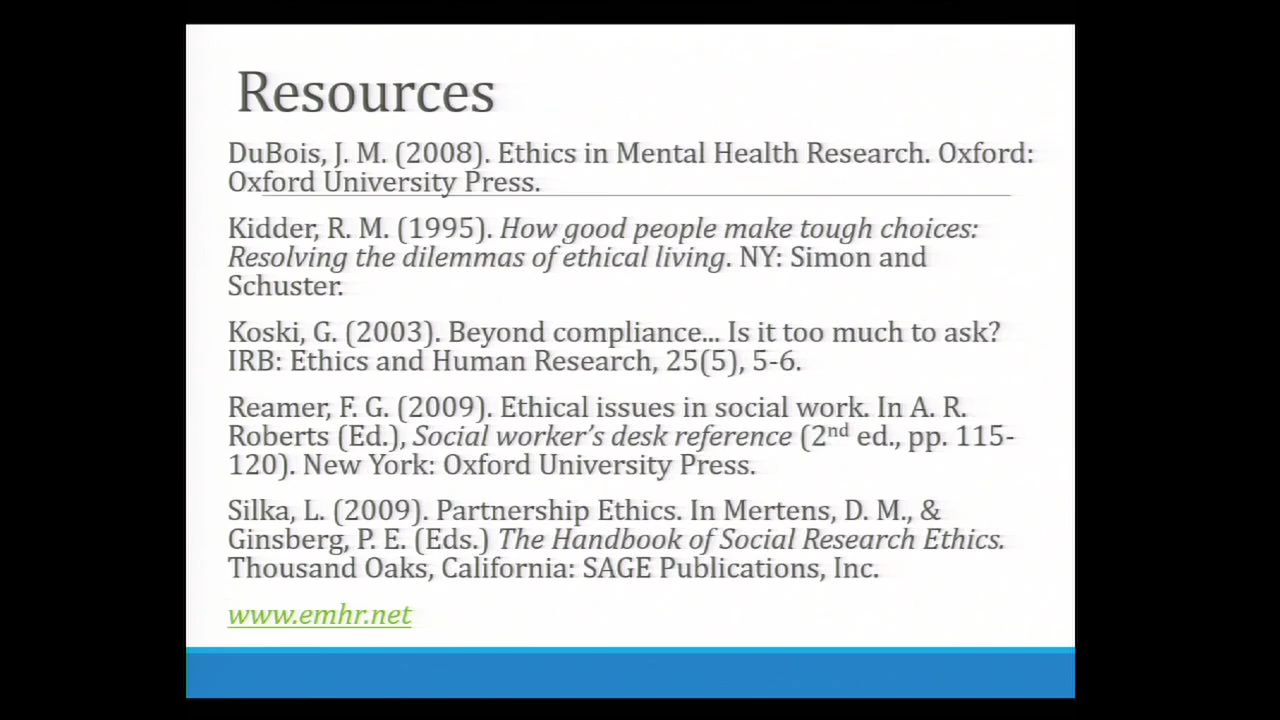 Resources
DuBois, J. M. (2008). Ethics in Mental Health Research. Oxford:
Oxford University Press.
Kidder, R. M. (1995). How good people make tough choices:
Resolving the dilemmas of ethical living. NY: Simon and
Schuster.
Koski, G. (2003). Beyond compliance... Is it too much to ask?
IRB: Ethics and Human Research, 25(5), 5-6.
Reamer, F. G. (2009). Ethical issues in social work. In A. R.
Roberts (Ed.), Social worker's desk reference (2nd ed., pp. 115-
120). New York: Oxford University Press.
Silka, L. (2009). Partnership Ethics. In Mertens, D. M., &
Ginsberg, P. E. (Eds.) The Handbook of Social Research Ethics.
Thousand Oaks, California: SAGE Publications, Inc.
www.emhr.net